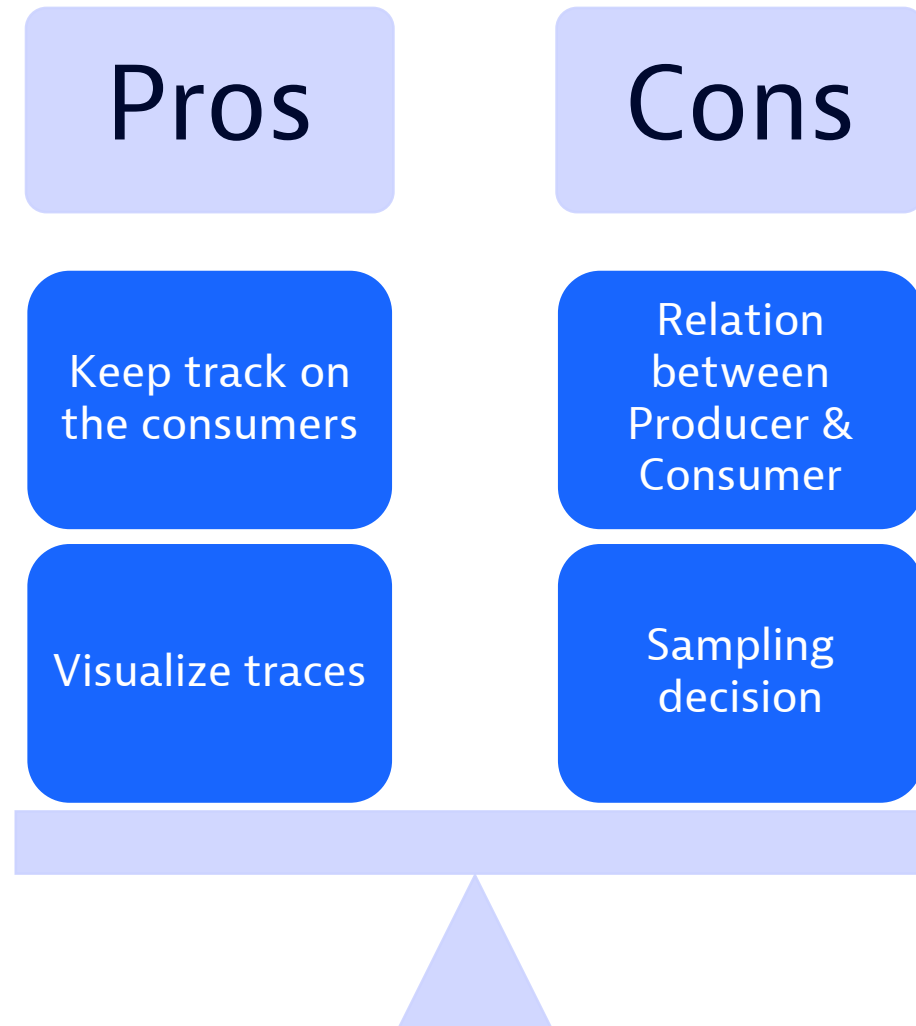 Pros
Cons
Keep track on
the consumers
Relation
between
Producer &
Consumer
Visualize traces
Sampling
decision